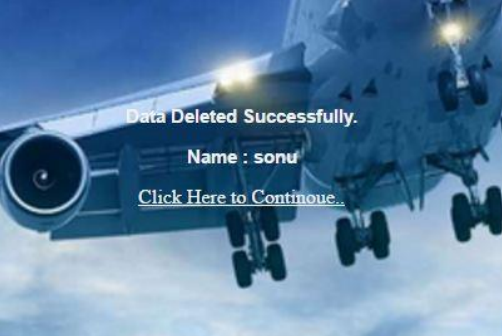 Data Deleted Successfully.
Name : sonu
Click Here to Continoue..